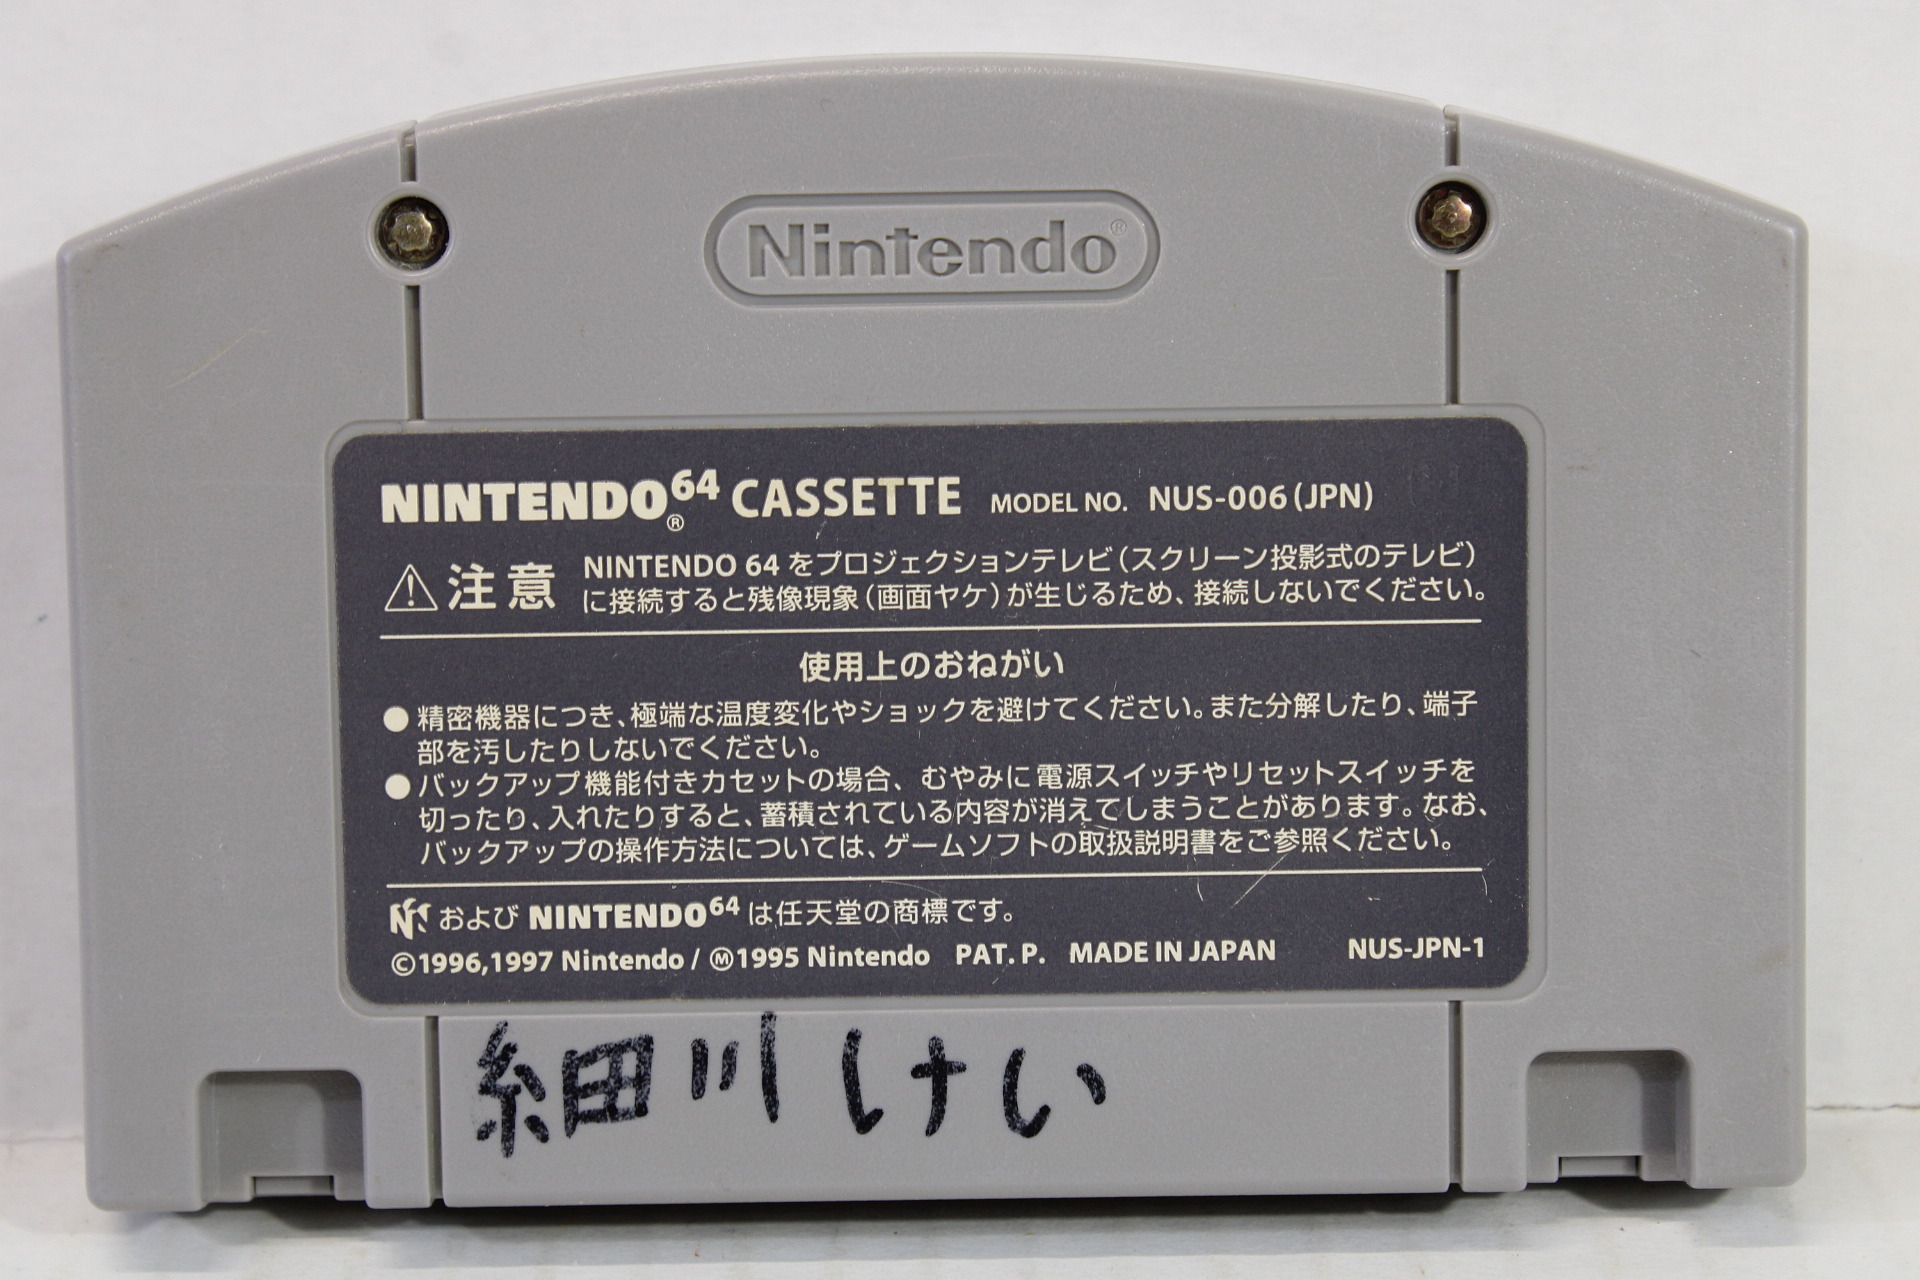 Nintendo®
NINTENDO64® CASSETTE MODEL NO. NUS-006(JPN)
⚠注意 NINTENDO 64をプロジェクションテレビ(スクリーン投影式のテレビ)
に接続すると残像現象(画面ヤケ)が生じるため、接続しないでください。
使用上のおねがい
●精密機器につき、極端な温度変化やショックを避けてください。また分解したり、端子
部を汚したりしないでください。
●バックアップ機能付きカセットの場合、むやみに電源スイッチやリセットスイッチを
切ったり、入れたりすると、蓄積されている内容が消えてしまうことがあります。なお、
バックアップの操作方法については、ゲームソフトの取扱説明書をご参照ください。
および NINTENDO64は任天堂の商標です。
©1996,1997 Nintendo / Ⓜ1995 Nintendo PAT.P. MADE IN JAPAN NUS-JPN-1
細田川けい